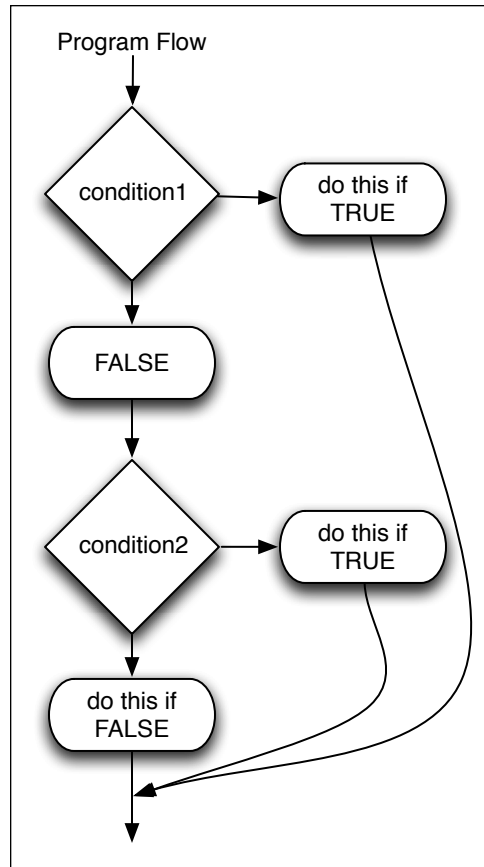 Program Flow
condition1
do this if
TRUE
FALSE
condition2
do this if
TRUE
do this if
FALSE